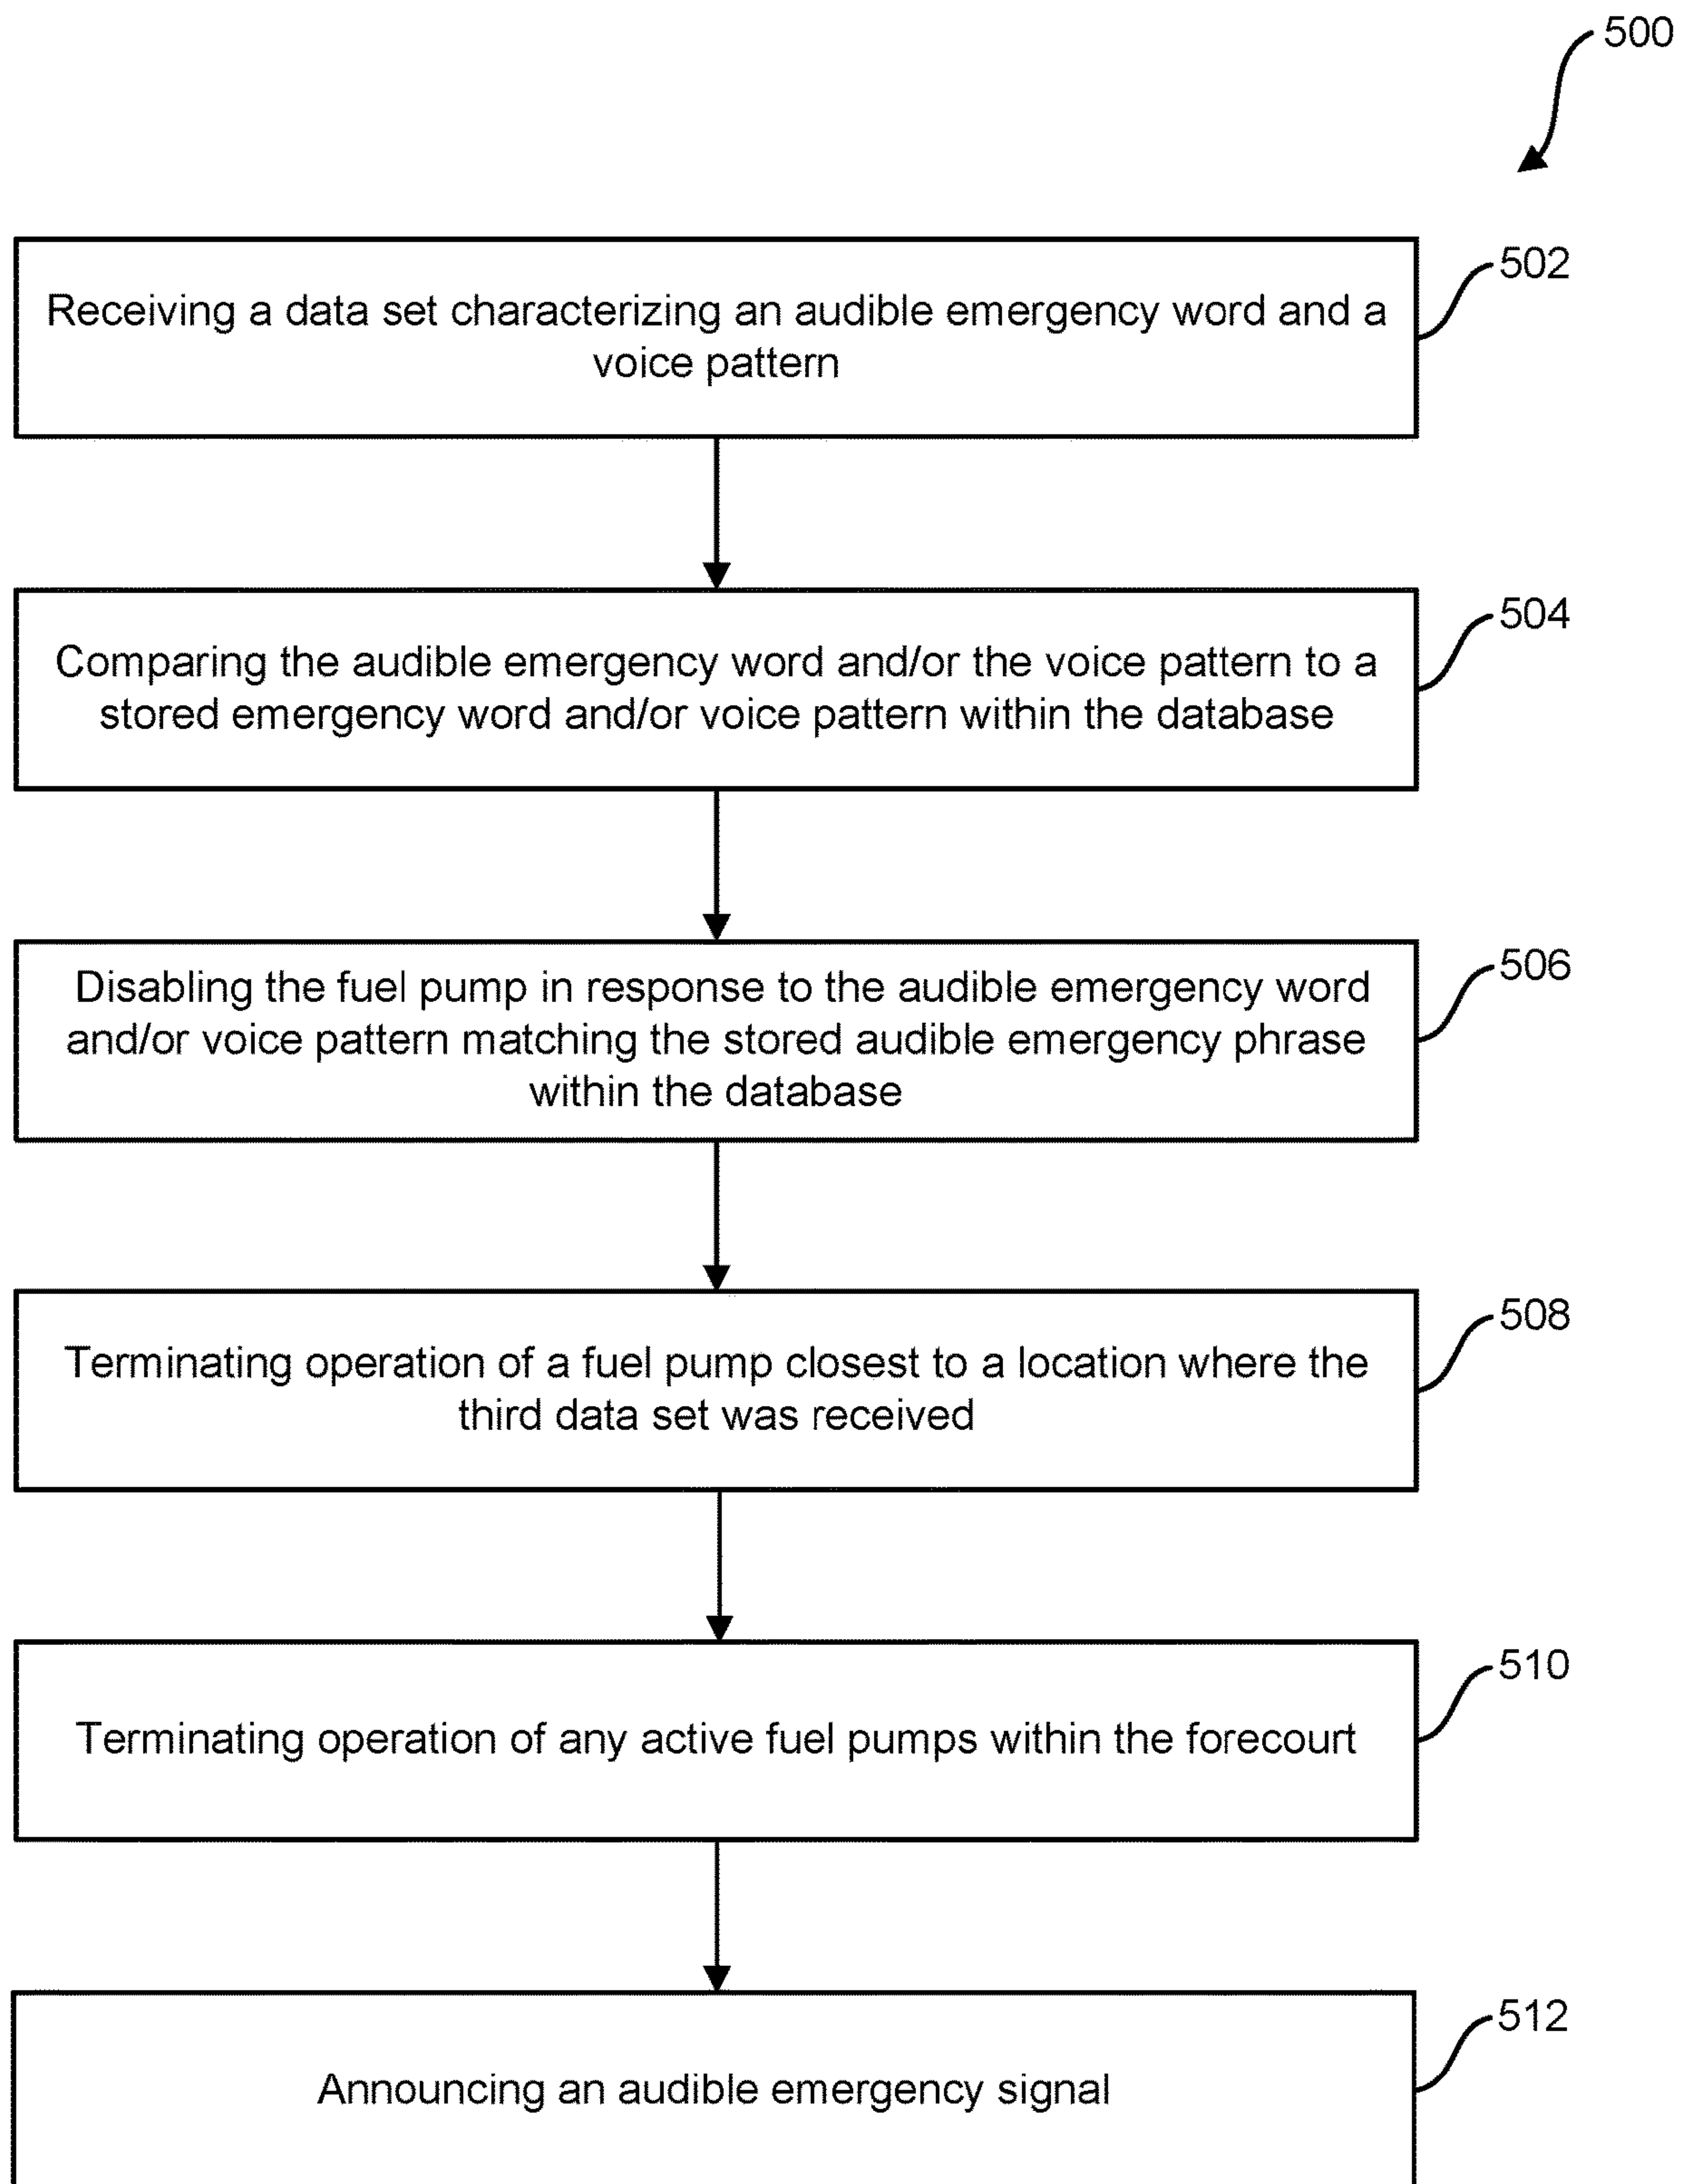 500
502
Receiving a data set characterizing an audible emergency word and a
voice pattern
504
Comparing the audible emergency word and/or the voice pattern to a
stored emergency word and/or voice pattern within the database
506
Disabling the fuel pump in response to the audible emergency word
and/or voice pattern matching the stored audible emergency phrase
within the database
508
Terminating operation of a fuel pump closest to a location where the
third data set was received
510
Terminating operation of any active fuel pumps within the forecourt
512
Announcing an audible emergency signal